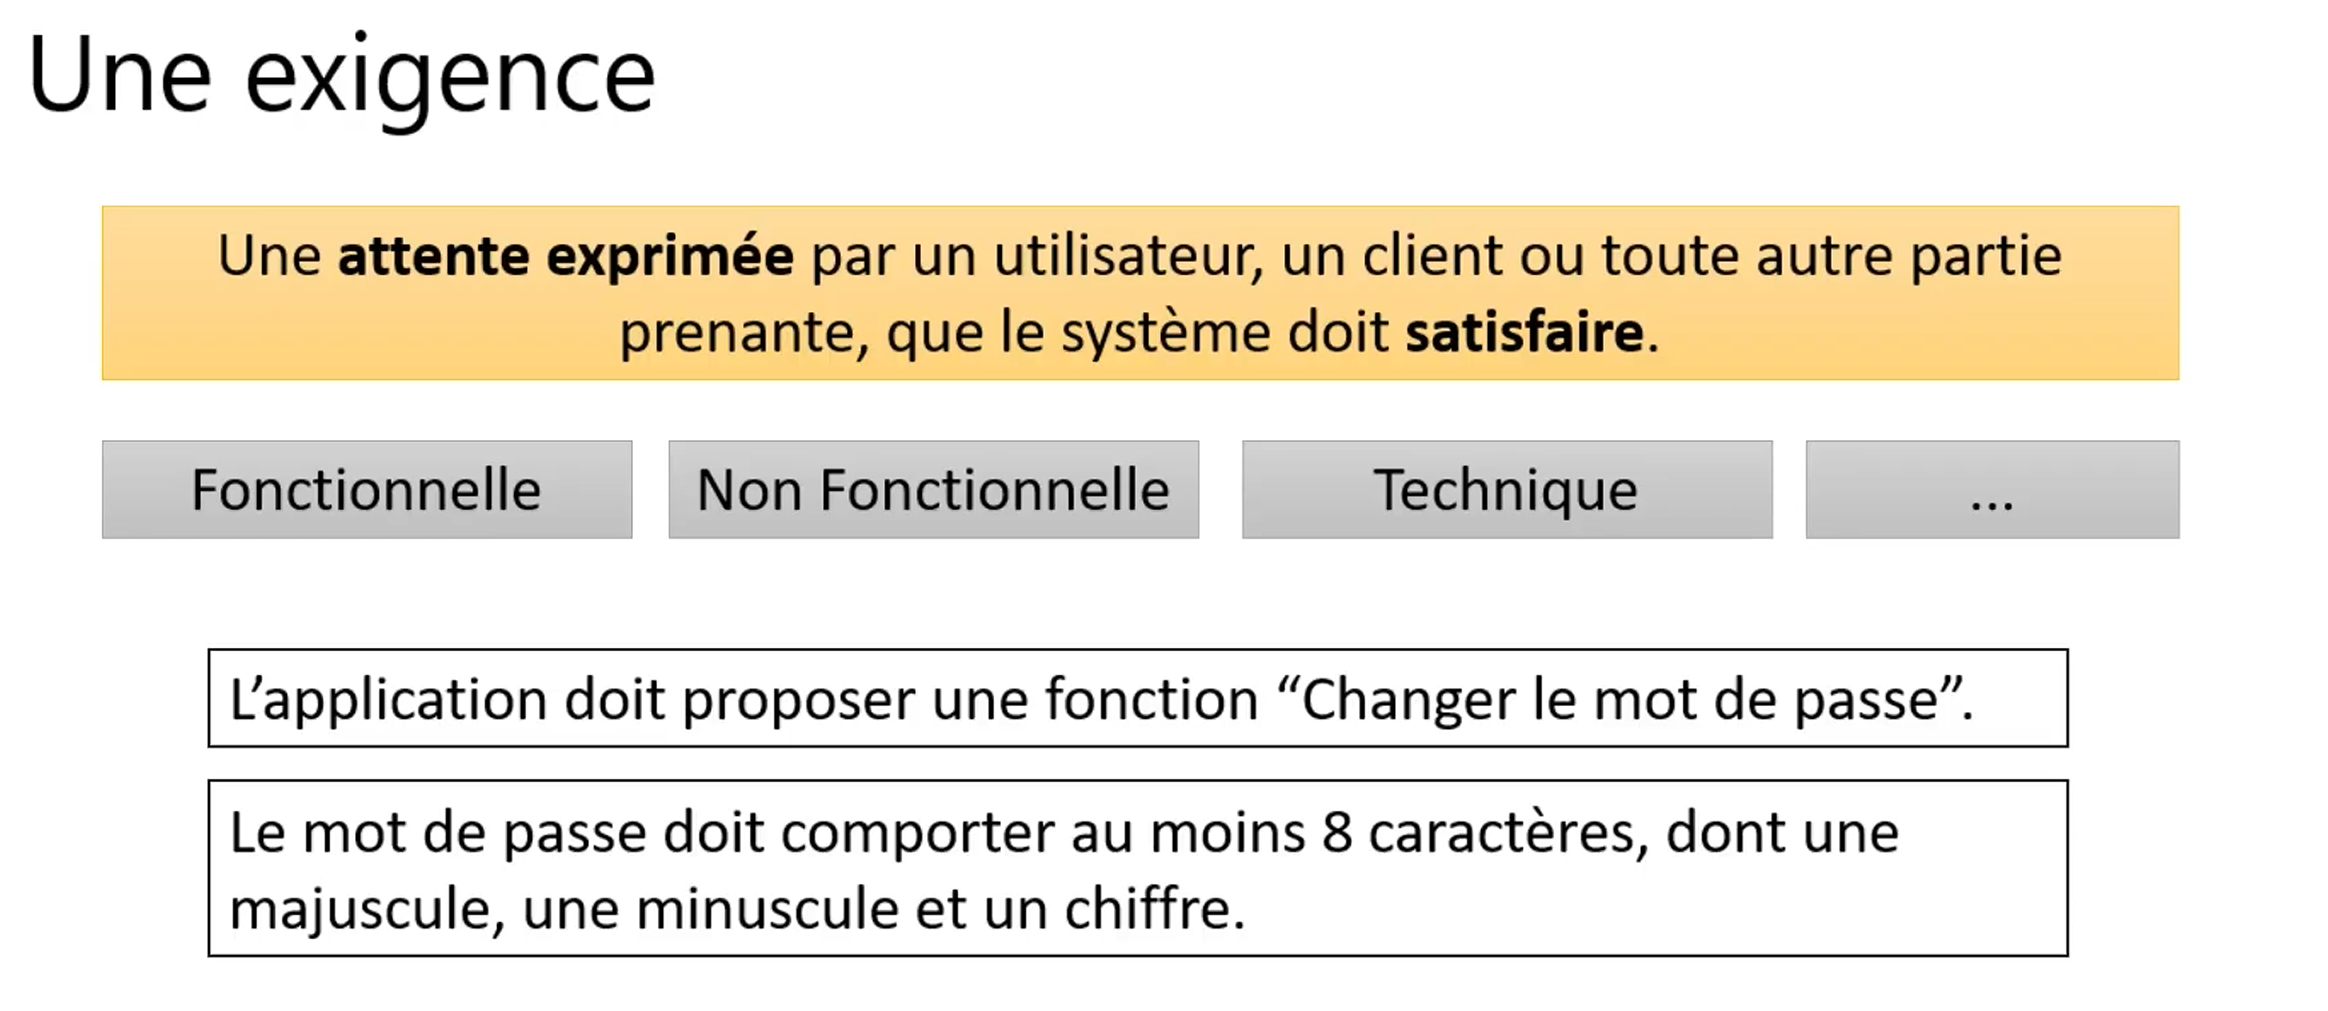 Une exigence
Une attente exprimée par un utilisateur, un client ou toute autre partie
prenante, que le système doit satisfaire.
Fonctionnelle
Non Fonctionnelle
Technique
...
L’application doit proposer une fonction “Changer le mot de passe”.
Le mot de passe doit comporter au moins 8 caractères, dont une
majuscule, une minuscule et un chiffre.